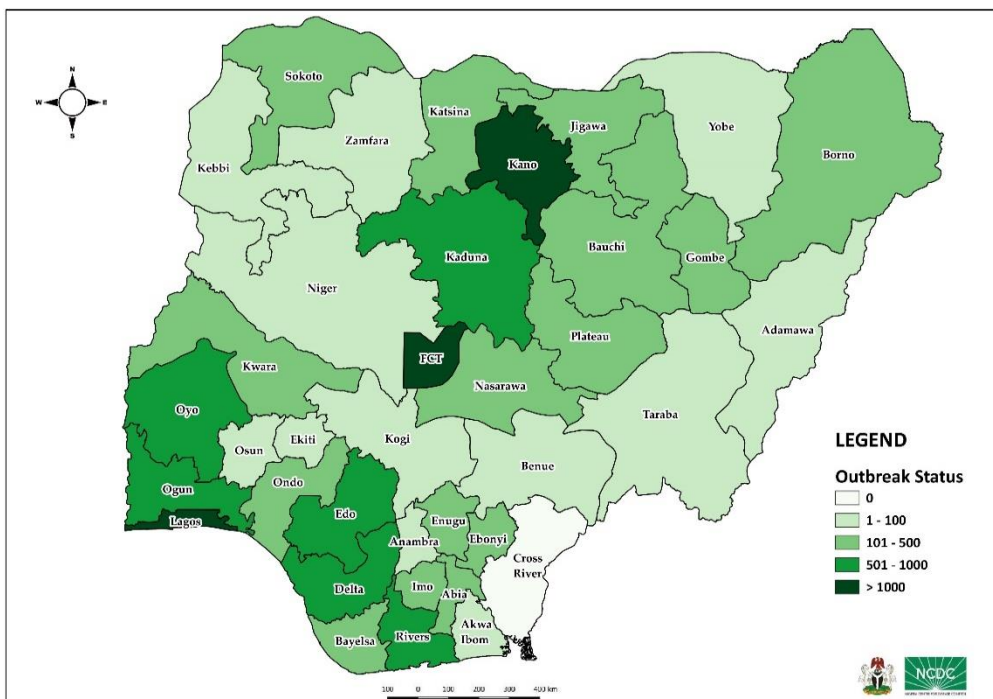 N
W
E
S
Sokoto
Katsina
Jigawa
Yobe
Borno
Kebbi
Zamfara
Kano
Kaduna
Bauchi
Gombe
Niger
Adamawa
Plateau
FCT
Kwara
Nasarawa
Oyo
Taraba
Osun
Ekiti
Kogi
Benue
Ogun
Ondo
Lagos
Edo
Anambra
Enugu
Ebonyi
Cross
River
Delta
Imo
Abia
Akwa
Ibom
Bayelsa
Rivers
LEGEND
Outbreak Status
0
1 - 100
101 - 500
501 - 1000
> 1000
100 0 100 200 300 400 km
NCDC